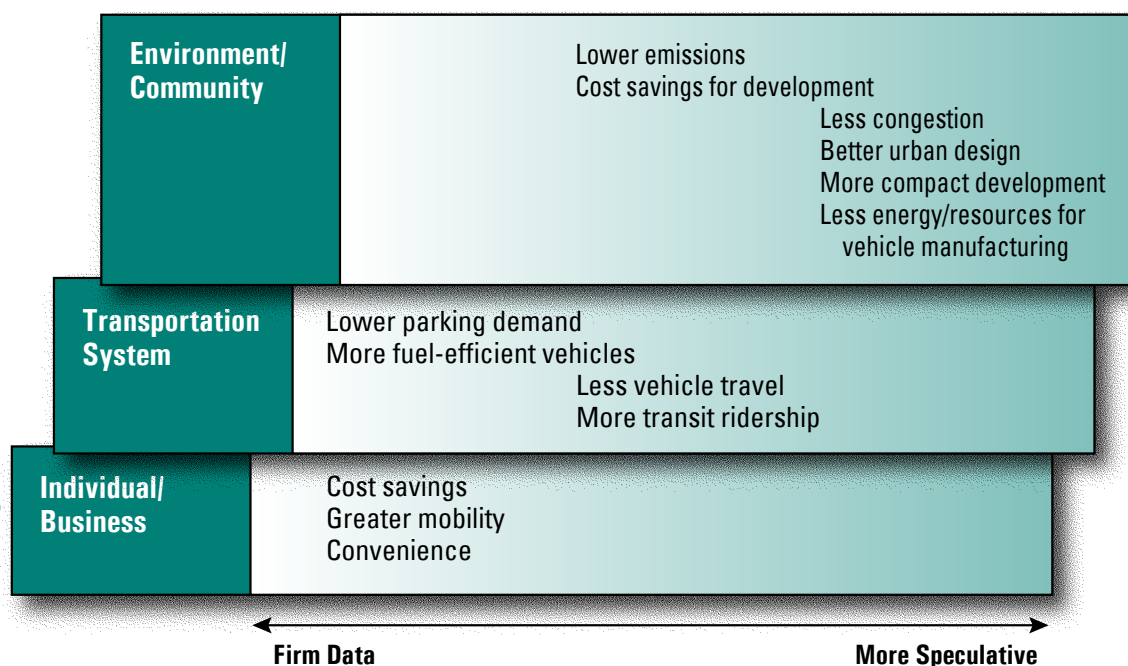 Environment/
Community
Lower emissions
Cost savings for development
Less congestion
Better urban design
More compact development
Less energy/resources for
vehicle manufacturing
Transportation
System
Lower parking demand
More fuel-efficient vehicles
Less vehicle travel
More transit ridership
Individual/
Business
Cost savings
Greater mobility
Convenience
Firm Data
More Speculative